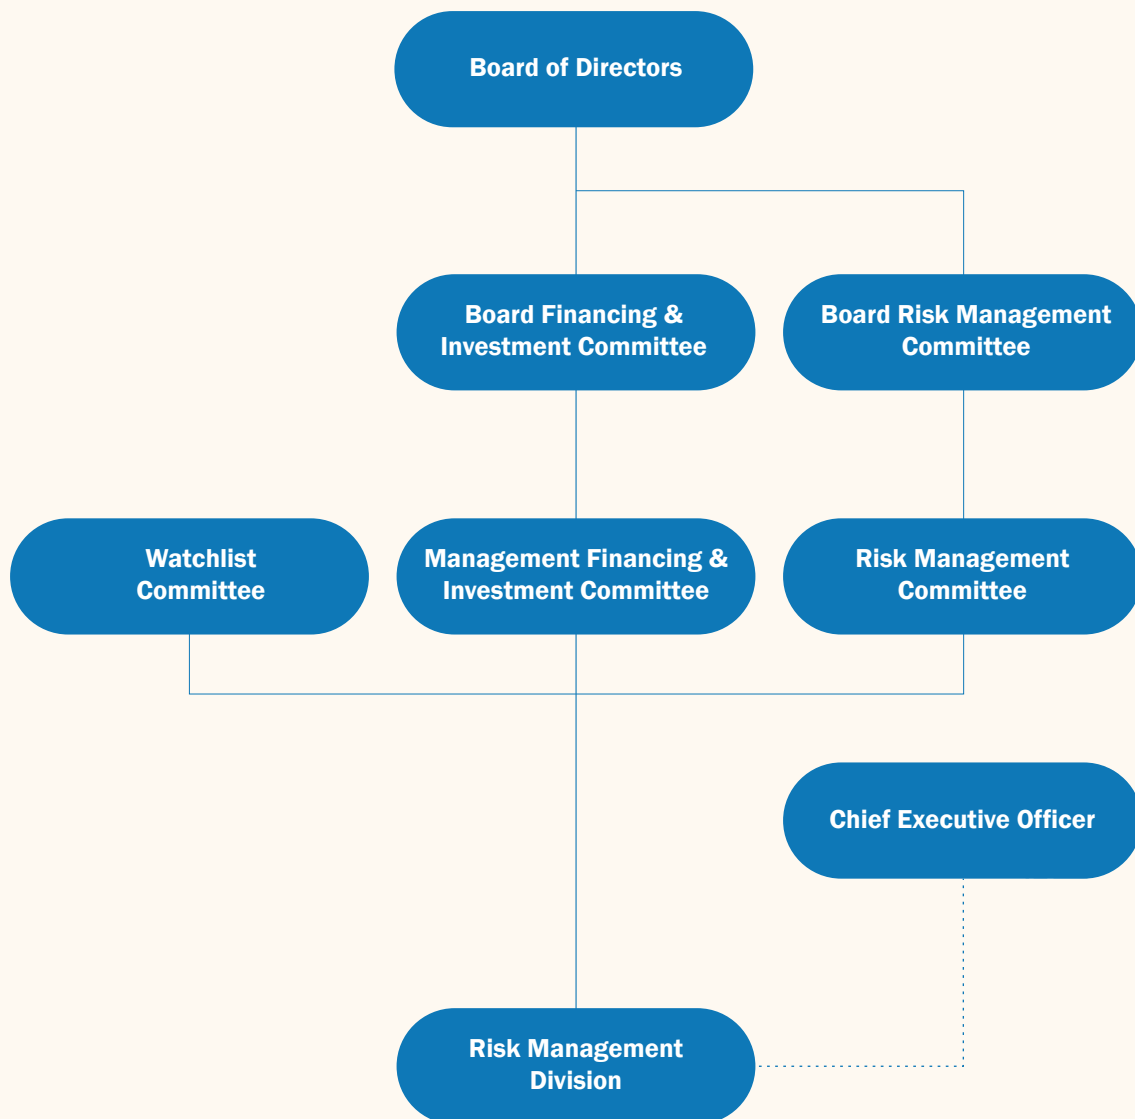 Board of Directors
Board Financing &
Investment Committee
Board Risk Management
Committee
Watchlist
Committee
Management Financing &
Investment Committee
Risk Management
Committee
Chief Executive Officer
Risk Management
Division